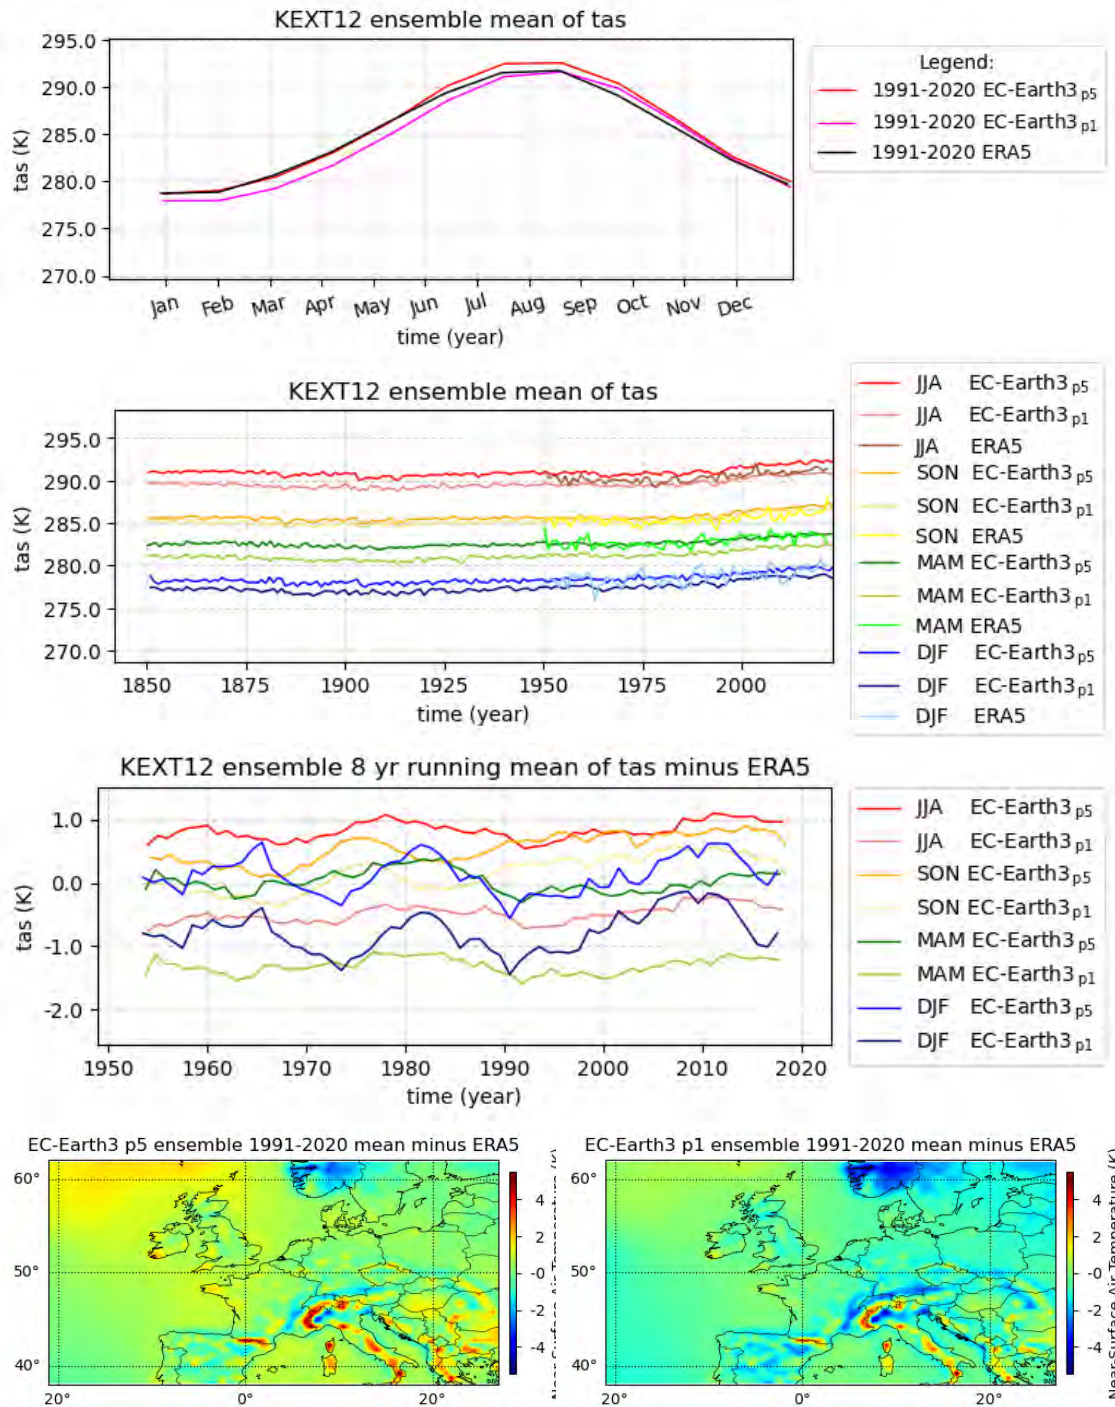 KEXT12 ensemble mean of tas
295.0
290.0
285.0
280.0
275.0
270.0
tas (K)
Jan Feb Mar Apr May Jun Jul Aug Sep Oct Nov Dec
time (year)
Legend:
1991-2020 EC-Earth3 p5
1991-2020 EC-Earth3 p1
1991-2020 ERA5
KEXT12 ensemble mean of tas
295.0
290.0
285.0
280.0
275.0
270.0
tas (K)
1850 1875 1900 1925 1950 1975 2000
time (year)
JJA EC-Earth3 p5
JJA EC-Earth3 p1
JJA ERA5
SON EC-Earth3 p5
SON EC-Earth3 p1
SON ERA5
MAM EC-Earth3 p5
MAM EC-Earth3 p1
MAM ERA5
DJF EC-Earth3 p5
DJF EC-Earth3 p1
DJF ERA5
KEXT12 ensemble 8 yr running mean of tas minus ERA5
1.0
0.0
-1.0
-2.0
tas (K)
1950 1960 1970 1980 1990 2000 2010 2020
time (year)
JJA EC-Earth3 p5
JJA EC-Earth3 p1
SON EC-Earth3 p5
SON EC-Earth3 p1
MAM EC-Earth3 p5
MAM EC-Earth3 p1
DJF EC-Earth3 p5
DJF EC-Earth3 p1
EC-Earth3 p5 ensemble 1991-2020 mean minus ERA5
60°
50°
40°
20° 0° 20°
4
2
-0
-2
-4
Near-Surface Air Temperature (K)
EC-Earth3 p1 ensemble 1991-2020 mean minus ERA5
60°
50°
40°
20° 0° 20°
4
2
-0
-2
-4
Near-Surface Air Temperature (K)